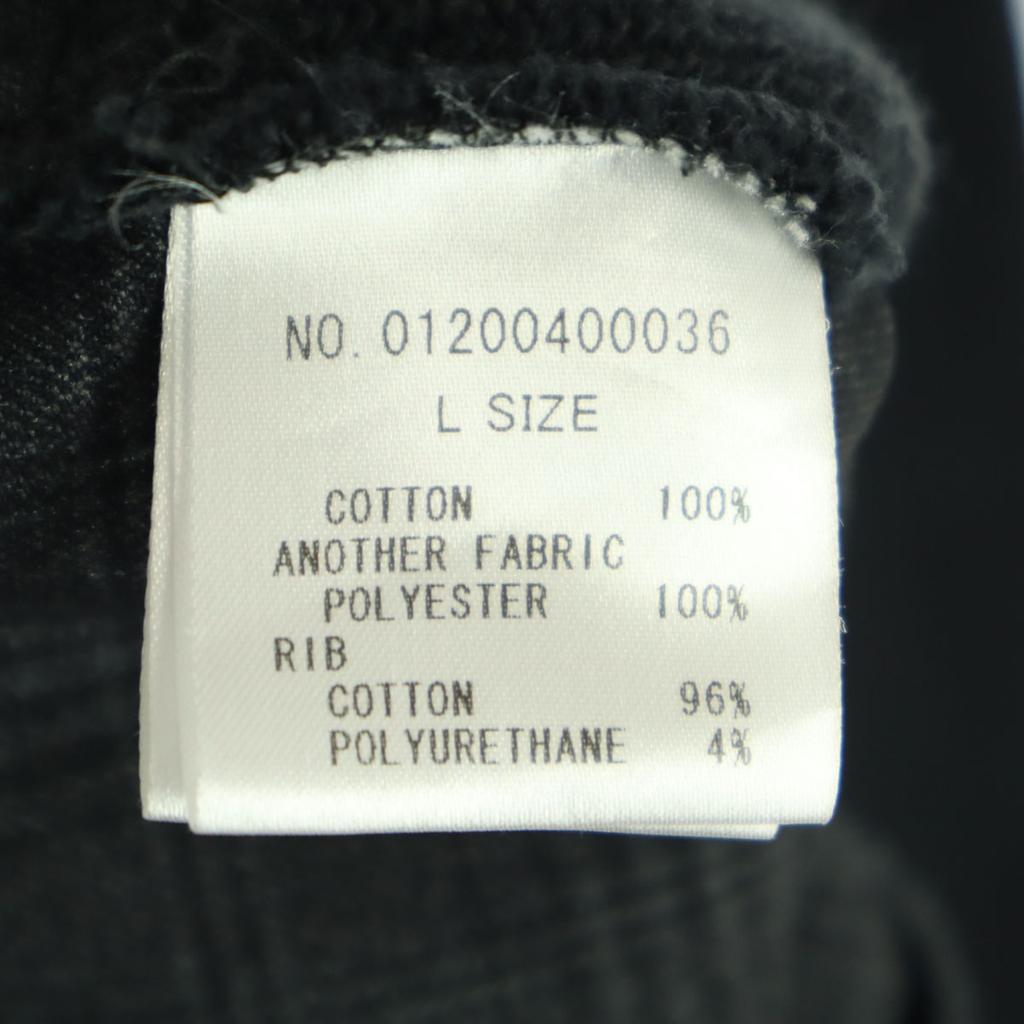 NO. 01200400036
L SIZE
COTTON 100%
ANOTHER FABRIC
POLYESTER 100%
RIB
COTTON 96%
POLYURETHANE 4%